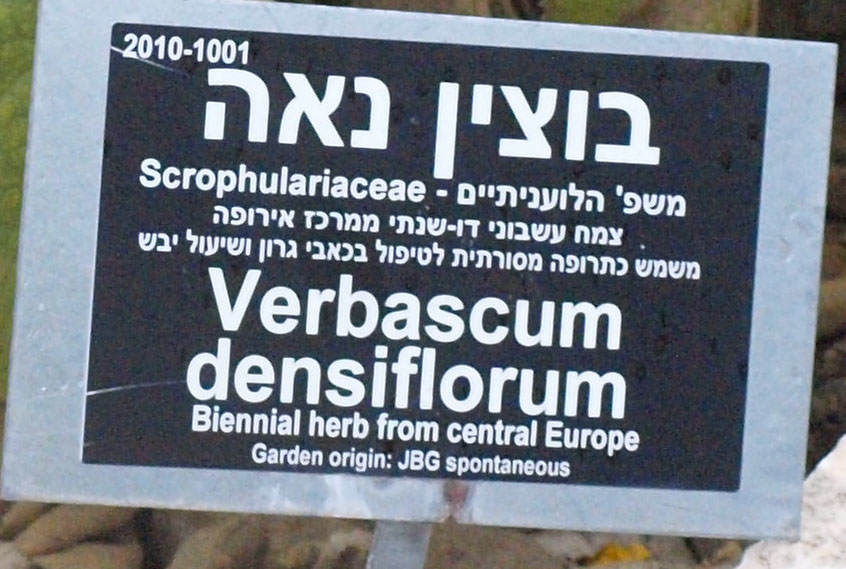 2010-1001
בוצין נאה
משפ' הלועניתיים - Scrophulariaceae
צמח עשבוני דו-שנתי ממרכז אירופה
משמש כתרופה מסורתית לטיפול בכאבי גרון ושיעול יבש
Verbascum
densiflorum
Biennial herb from central Europe
Garden origin: JBG spontaneous